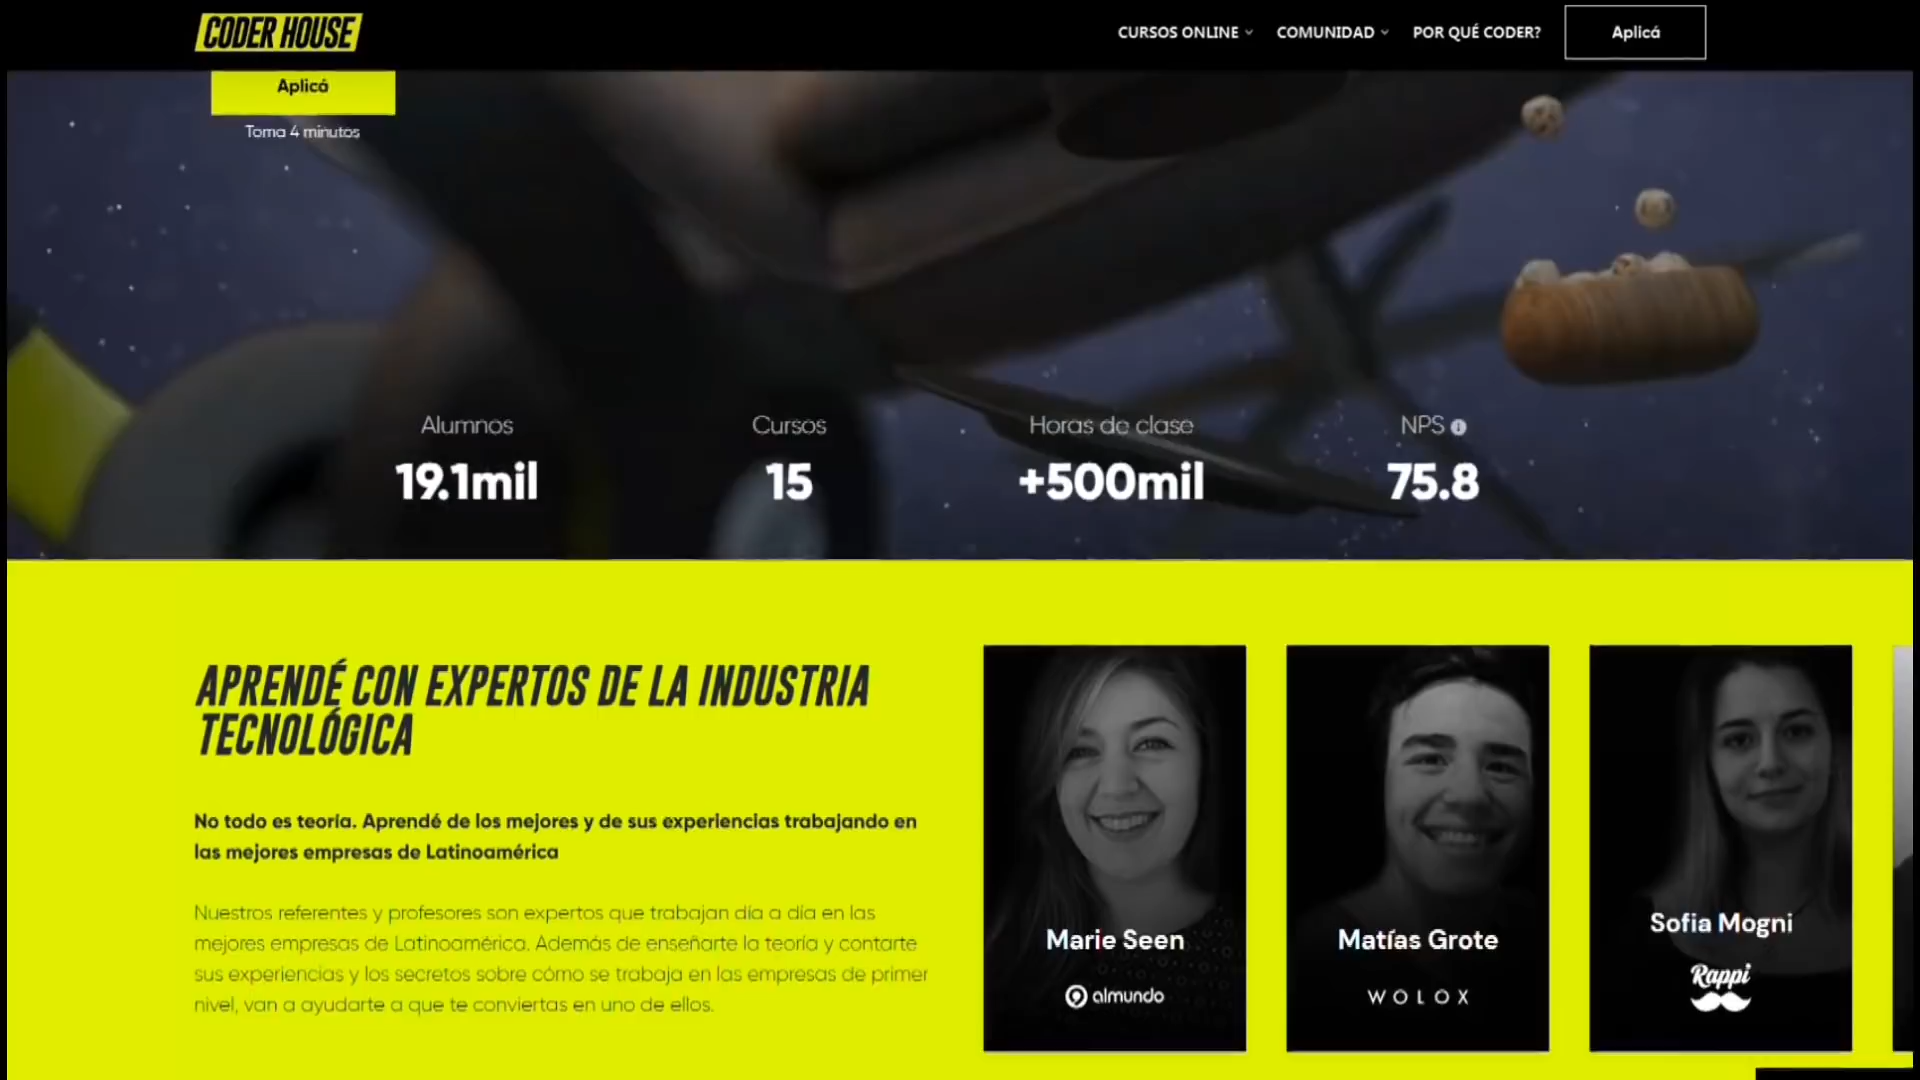 CODER HOUSE
CURSOS ONLINE
COMUNIDAD
POR QUÉ CODER?
Aplicá
Aplicá
Toma 4 minutos
Alumnos
19.1mil
Cursos
15
Horas de clase
+500mil
NPS
75.8
APRENDÉ CON EXPERTOS DE LA INDUSTRIA
TECNOLÓGICA
No todo es teoría. Aprendé de los mejores y de sus experiencias trabajando en
las mejores empresas de Latinoamérica
Nuestros referentes y profesores son expertos que trabajan día a día en las
mejores empresas de Latinoamérica. Además de enseñarte la teoría y contarte
sus experiencias y los secretos sobre cómo se trabaja en las empresas de primer
nivel, van a ayudarte a que te conviertas en uno de ellos.
Marie Seen
almundo
Matías Grote
WOLOX
Sofia Mogni
Rappi